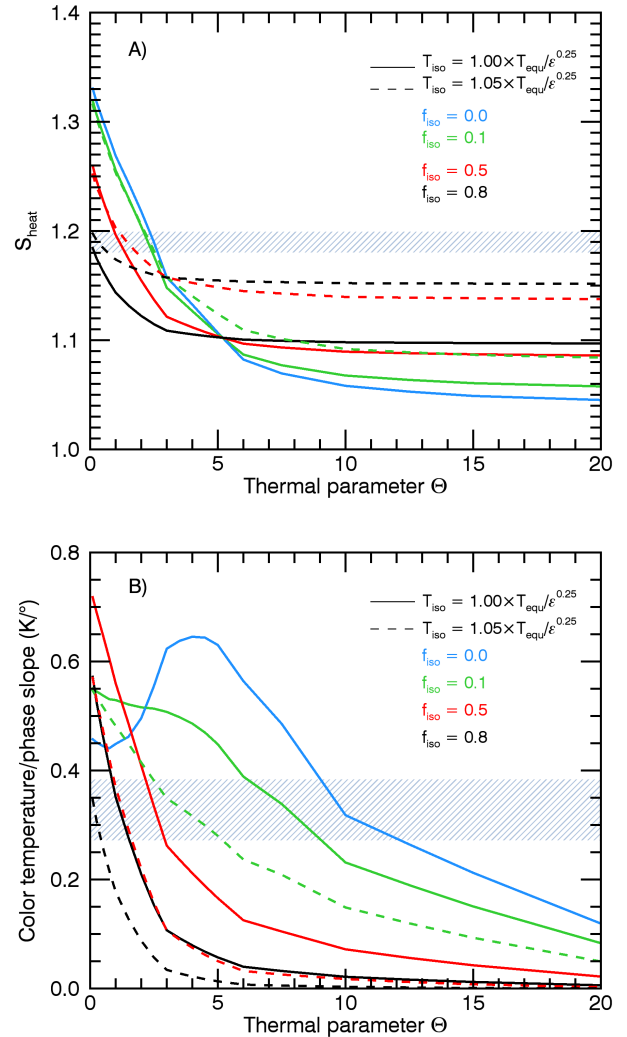 1.4
A)
T_iso = 1.00×T_equ/ε^0.25
T_iso = 1.05×T_equ/ε^0.25
1.3
f_iso = 0.0
f_iso = 0.1
f_iso = 0.5
f_iso = 0.8
S_heat
1.2
1.1
1.0
0 5 10 15 20
Thermal parameter Θ
0.8
B)
T_iso = 1.00×T_equ/ε^0.25
T_iso = 1.05×T_equ/ε^0.25
f_iso = 0.0
0.6
f_iso = 0.1
f_iso = 0.5
f_iso = 0.8
Color temperature/phase slope (K/°)
0.4
0.2
0.0
0 5 10 15 20
Thermal parameter Θ